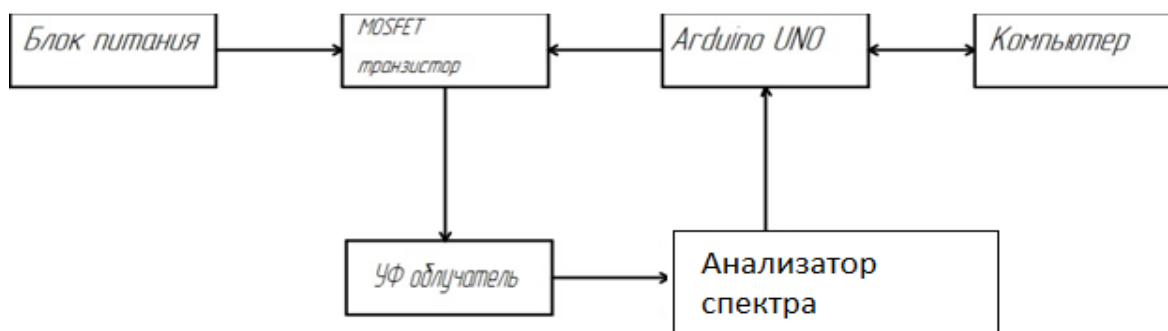 Блок питания
MOSFET
транзистор
Arduino UNO
Компьютер
УФ облучатель
Анализатор
спектра